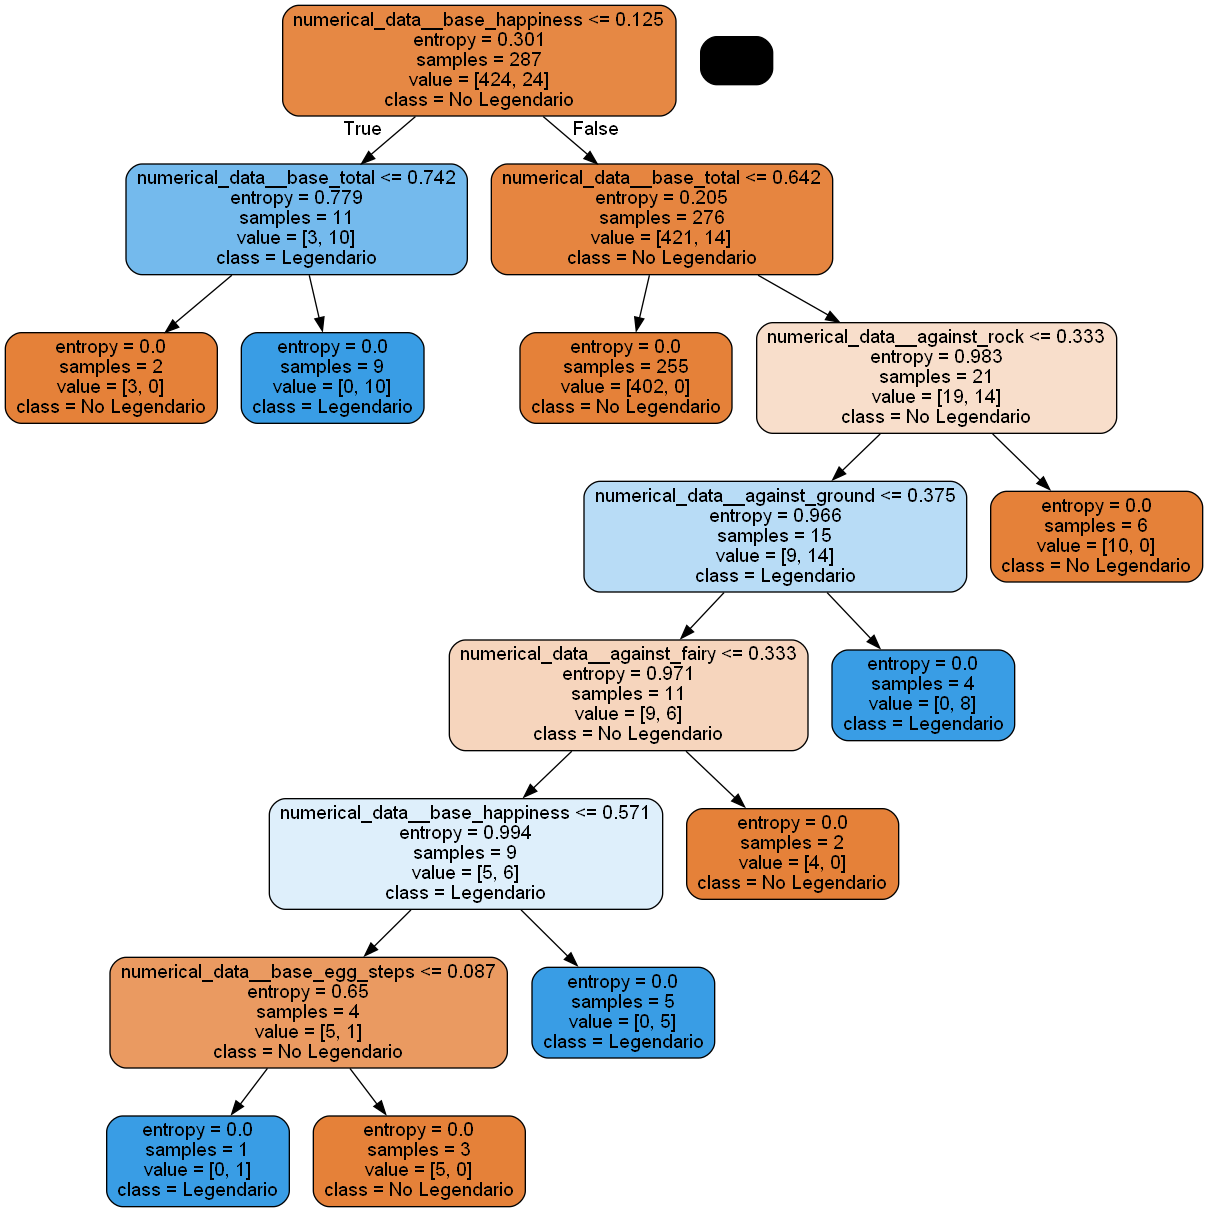 numerical_data__base_happiness <= 0.125
entropy = 0.301
samples = 287
value = [424, 24]
class = No Legendario
True
False
numerical_data__base_total <= 0.742
entropy = 0.779
samples = 11
value = [3, 10]
class = Legendario
numerical_data__base_total <= 0.642
entropy = 0.205
samples = 276
value = [421, 14]
class = No Legendario
entropy = 0.0
samples = 2
value = [3, 0]
class = No Legendario
entropy = 0.0
samples = 9
value = [0, 10]
class = Legendario
entropy = 0.0
samples = 255
value = [402, 0]
class = No Legendario
numerical_data__against_rock <= 0.333
entropy = 0.983
samples = 21
value = [19, 14]
class = No Legendario
numerical_data__against_ground <= 0.375
entropy = 0.966
samples = 15
value = [9, 14]
class = Legendario
entropy = 0.0
samples = 6
value = [10, 0]
class = No Legendario
numerical_data__against_fairy <= 0.333
entropy = 0.971
samples = 11
value = [9, 6]
class = No Legendario
entropy = 0.0
samples = 4
value = [0, 8]
class = Legendario
numerical_data__base_happiness <= 0.571
entropy = 0.994
samples = 9
value = [5, 6]
class = Legendario
entropy = 0.0
samples = 2
value = [4, 0]
class = No Legendario
numerical_data__base_egg_steps <= 0.087
entropy = 0.65
samples = 4
value = [5, 1]
class = No Legendario
entropy = 0.0
samples = 5
value = [0, 5]
class = Legendario
entropy = 0.0
samples = 1
value = [0, 1]
class = Legendario
entropy = 0.0
samples = 3
value = [5, 0]
class = No Legendario